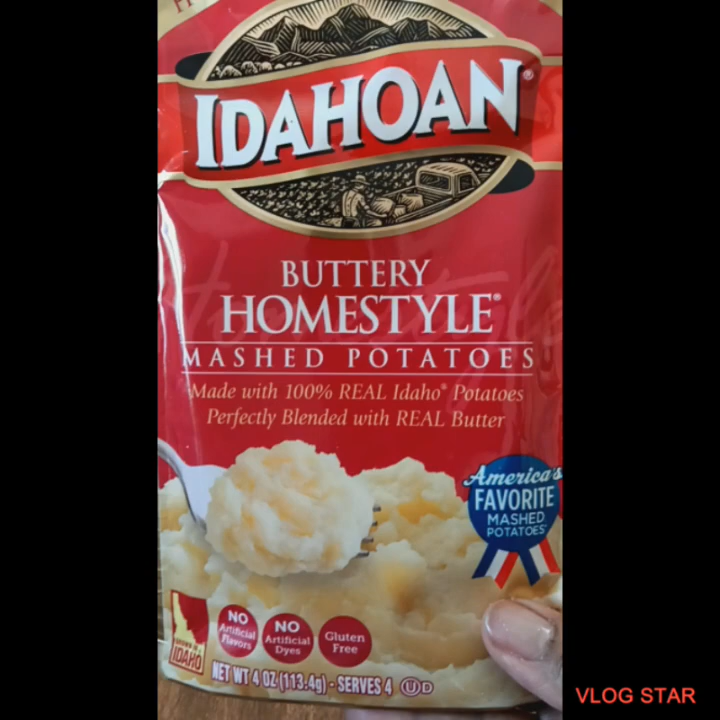 IDAHOAN®
BUTTERY
HOMESTYLE®
MASHED POTATOES
Made with 100% REAL Idaho® Potatoes
Perfectly Blended with REAL Butter
America's
FAVORITE
MASHED
POTATOES
NO
Artificial
Flavors
NO
Artificial
Dyes
Gluten
Free
GROWN IN
IDAHO
NET WT 4 OZ (113.4g) - SERVES 4 Ⓤ D
VLOG STAR